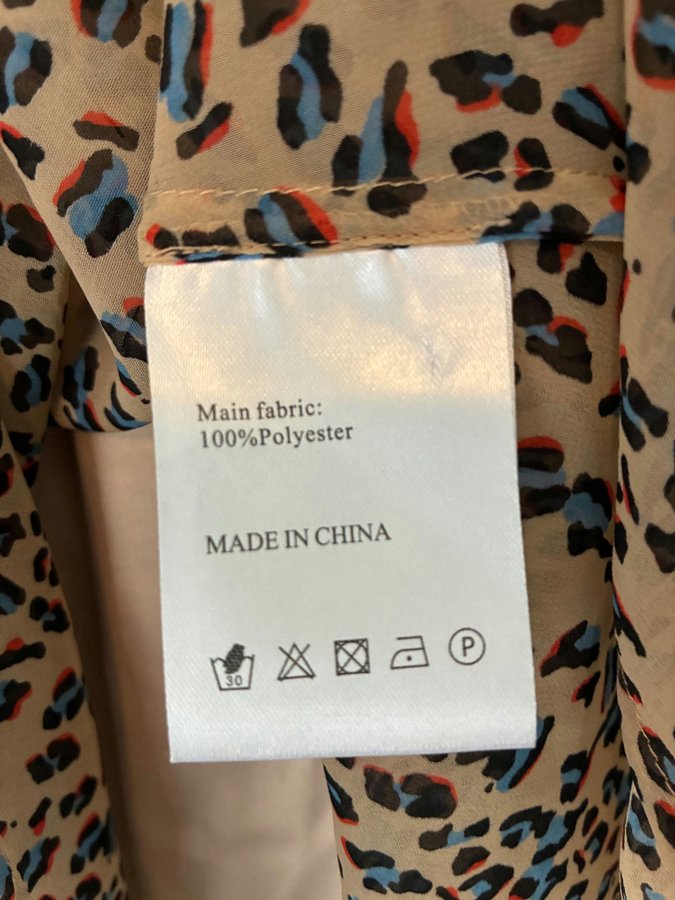 Main fabric:
100%Polyester
MADE IN CHINA
30
P